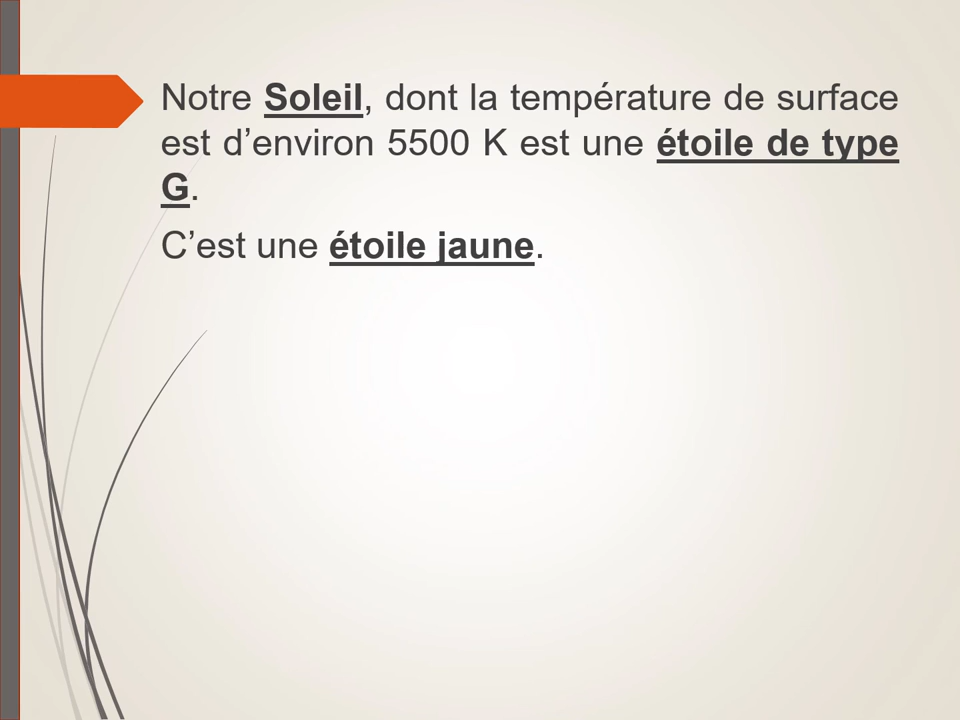 Notre Soleil, dont la température de surface
est d’environ 5500 K est une étoile de type
G.
C’est une étoile jaune.